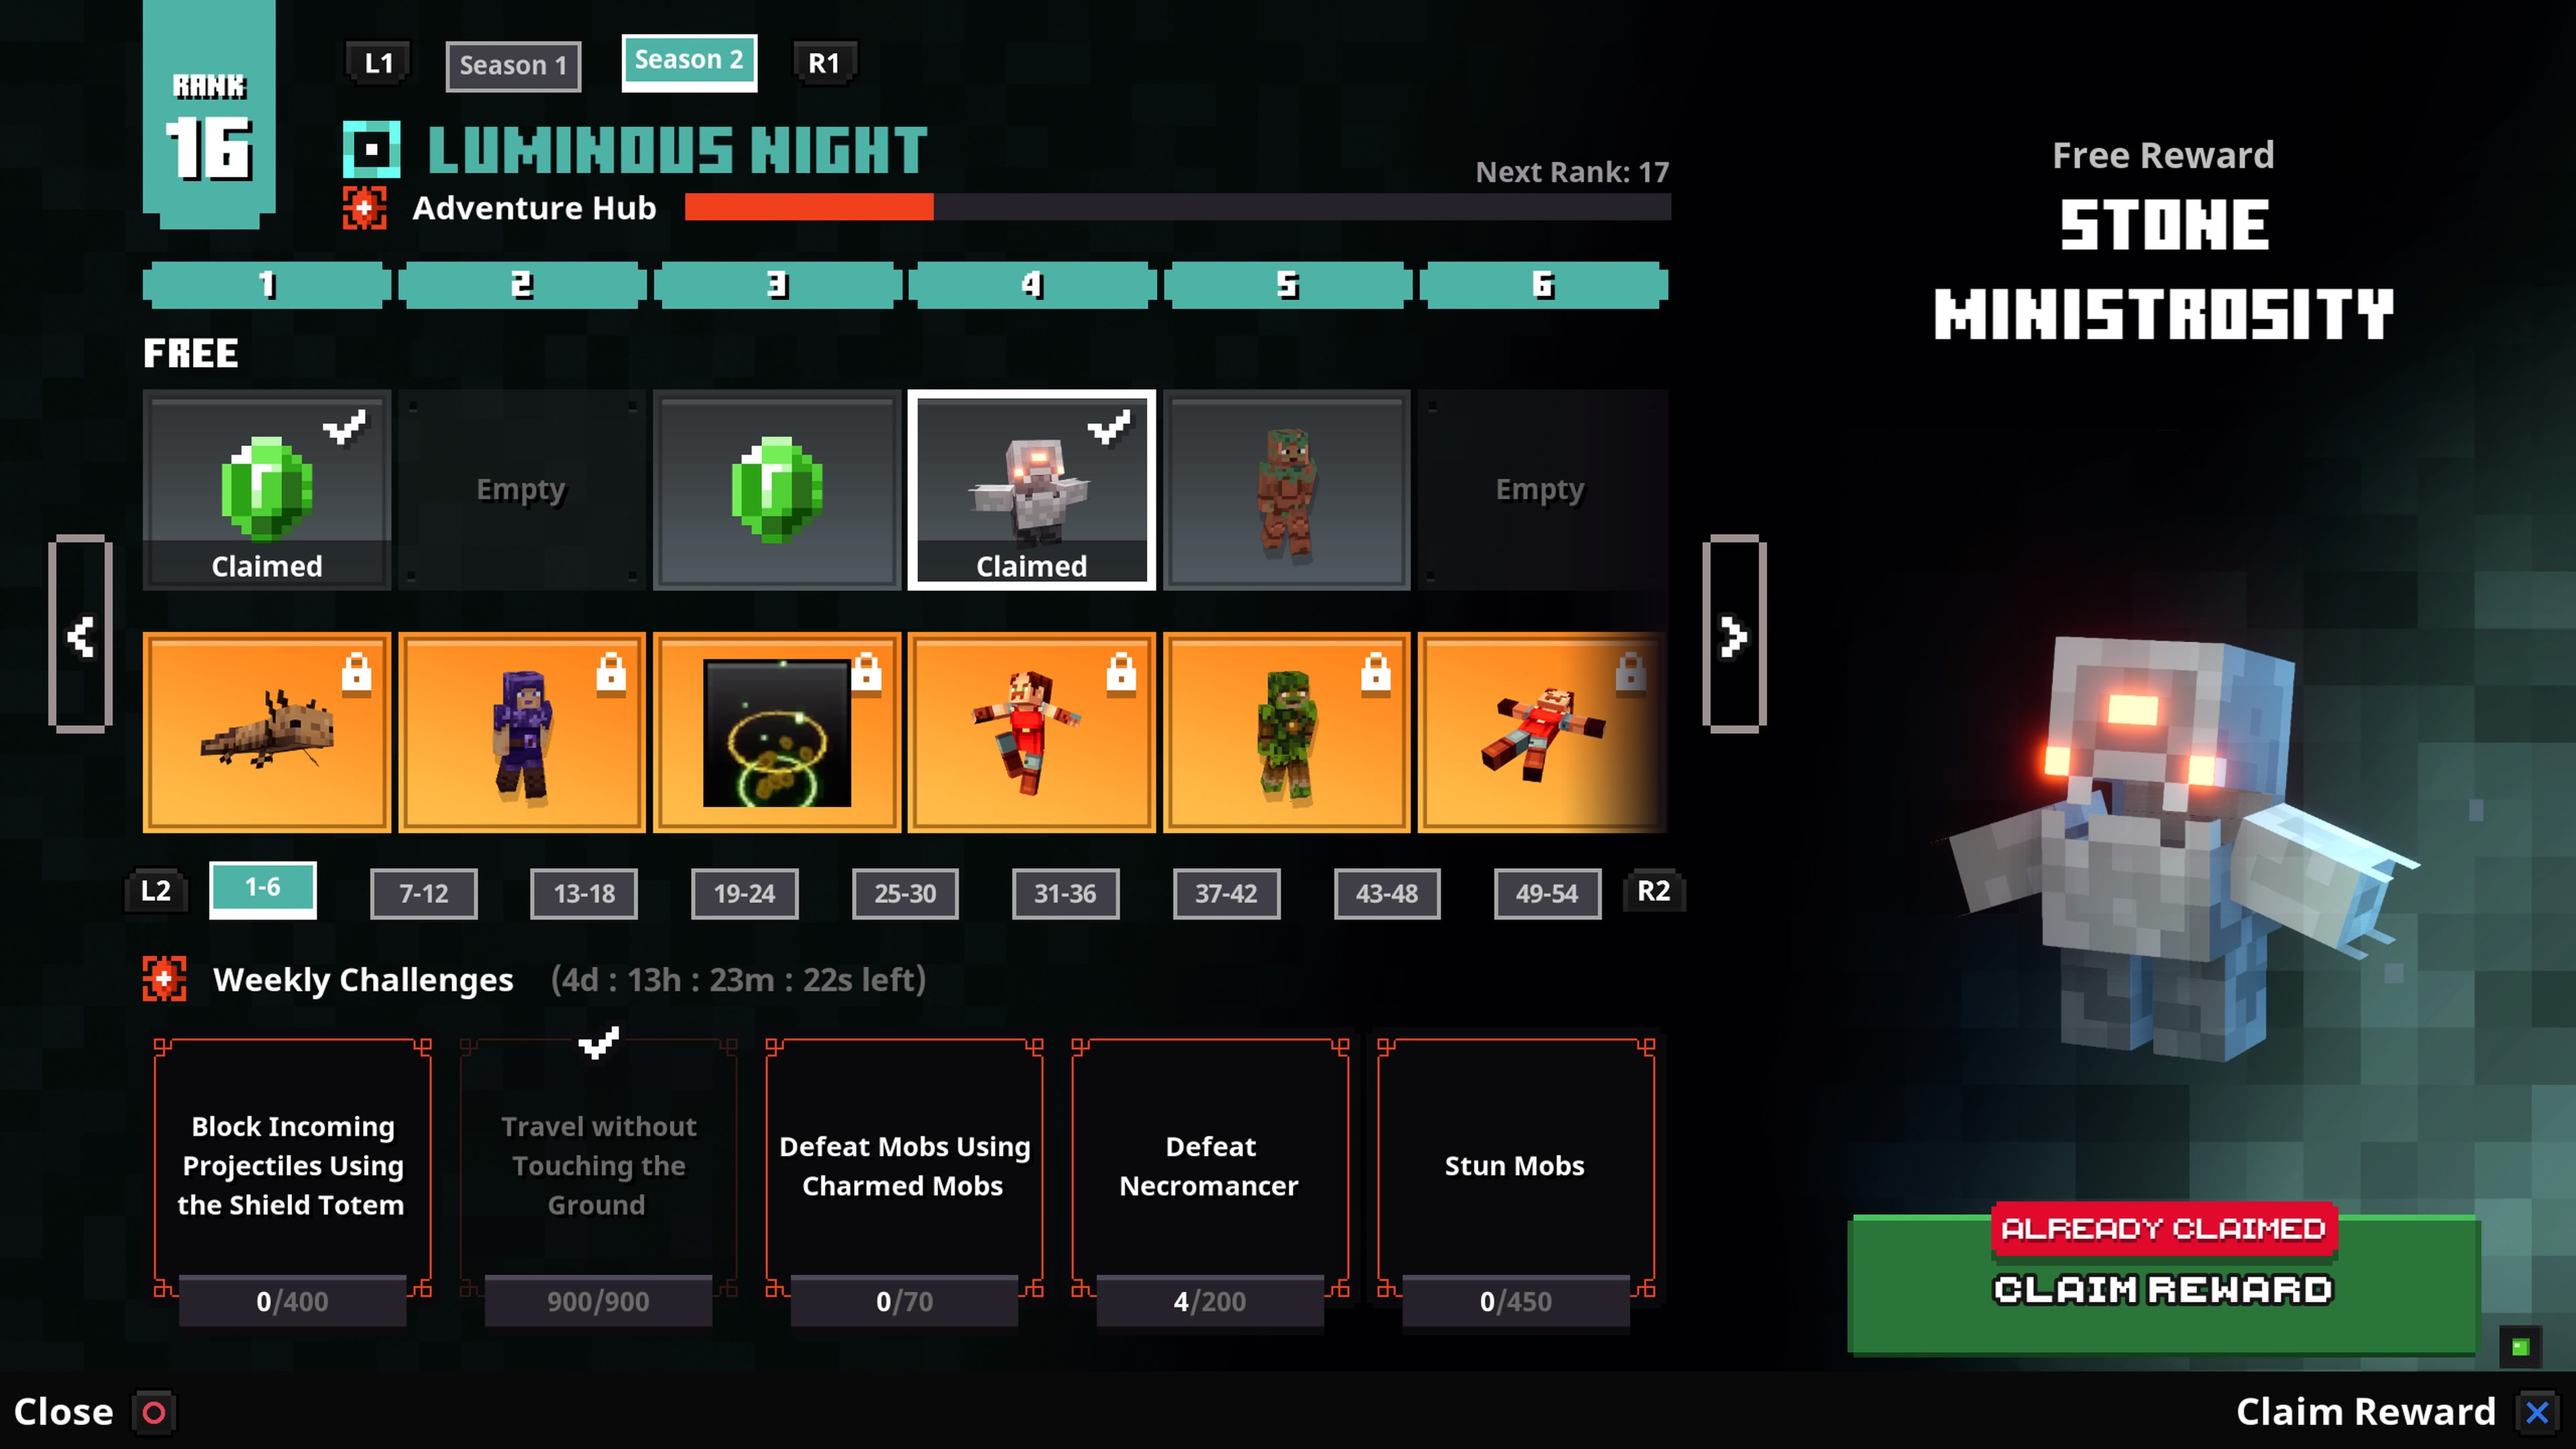 RANK
16
L1 Season 1 Season 2 R1
LUMINOUS NIGHT
Next Rank: 17
Adventure Hub
1 2 3 4 5 6
FREE
Claimed Empty Claimed Empty
L2 1-6 7-12 13-18 19-24 25-30 31-36 37-42 43-48 49-54 R2
Weekly Challenges (4d : 13h : 23m : 22s left)
Block Incoming
Projectiles Using
the Shield Totem
0/400
Travel without
Touching the
Ground
900/900
Defeat Mobs Using
Charmed Mobs
0/70
Defeat
Necromancer
4/200
Stun Mobs
0/450
Free Reward
STONE
MINISTROSITY
ALREADY CLAIMED
CLAIM REWARD
Close
Claim Reward